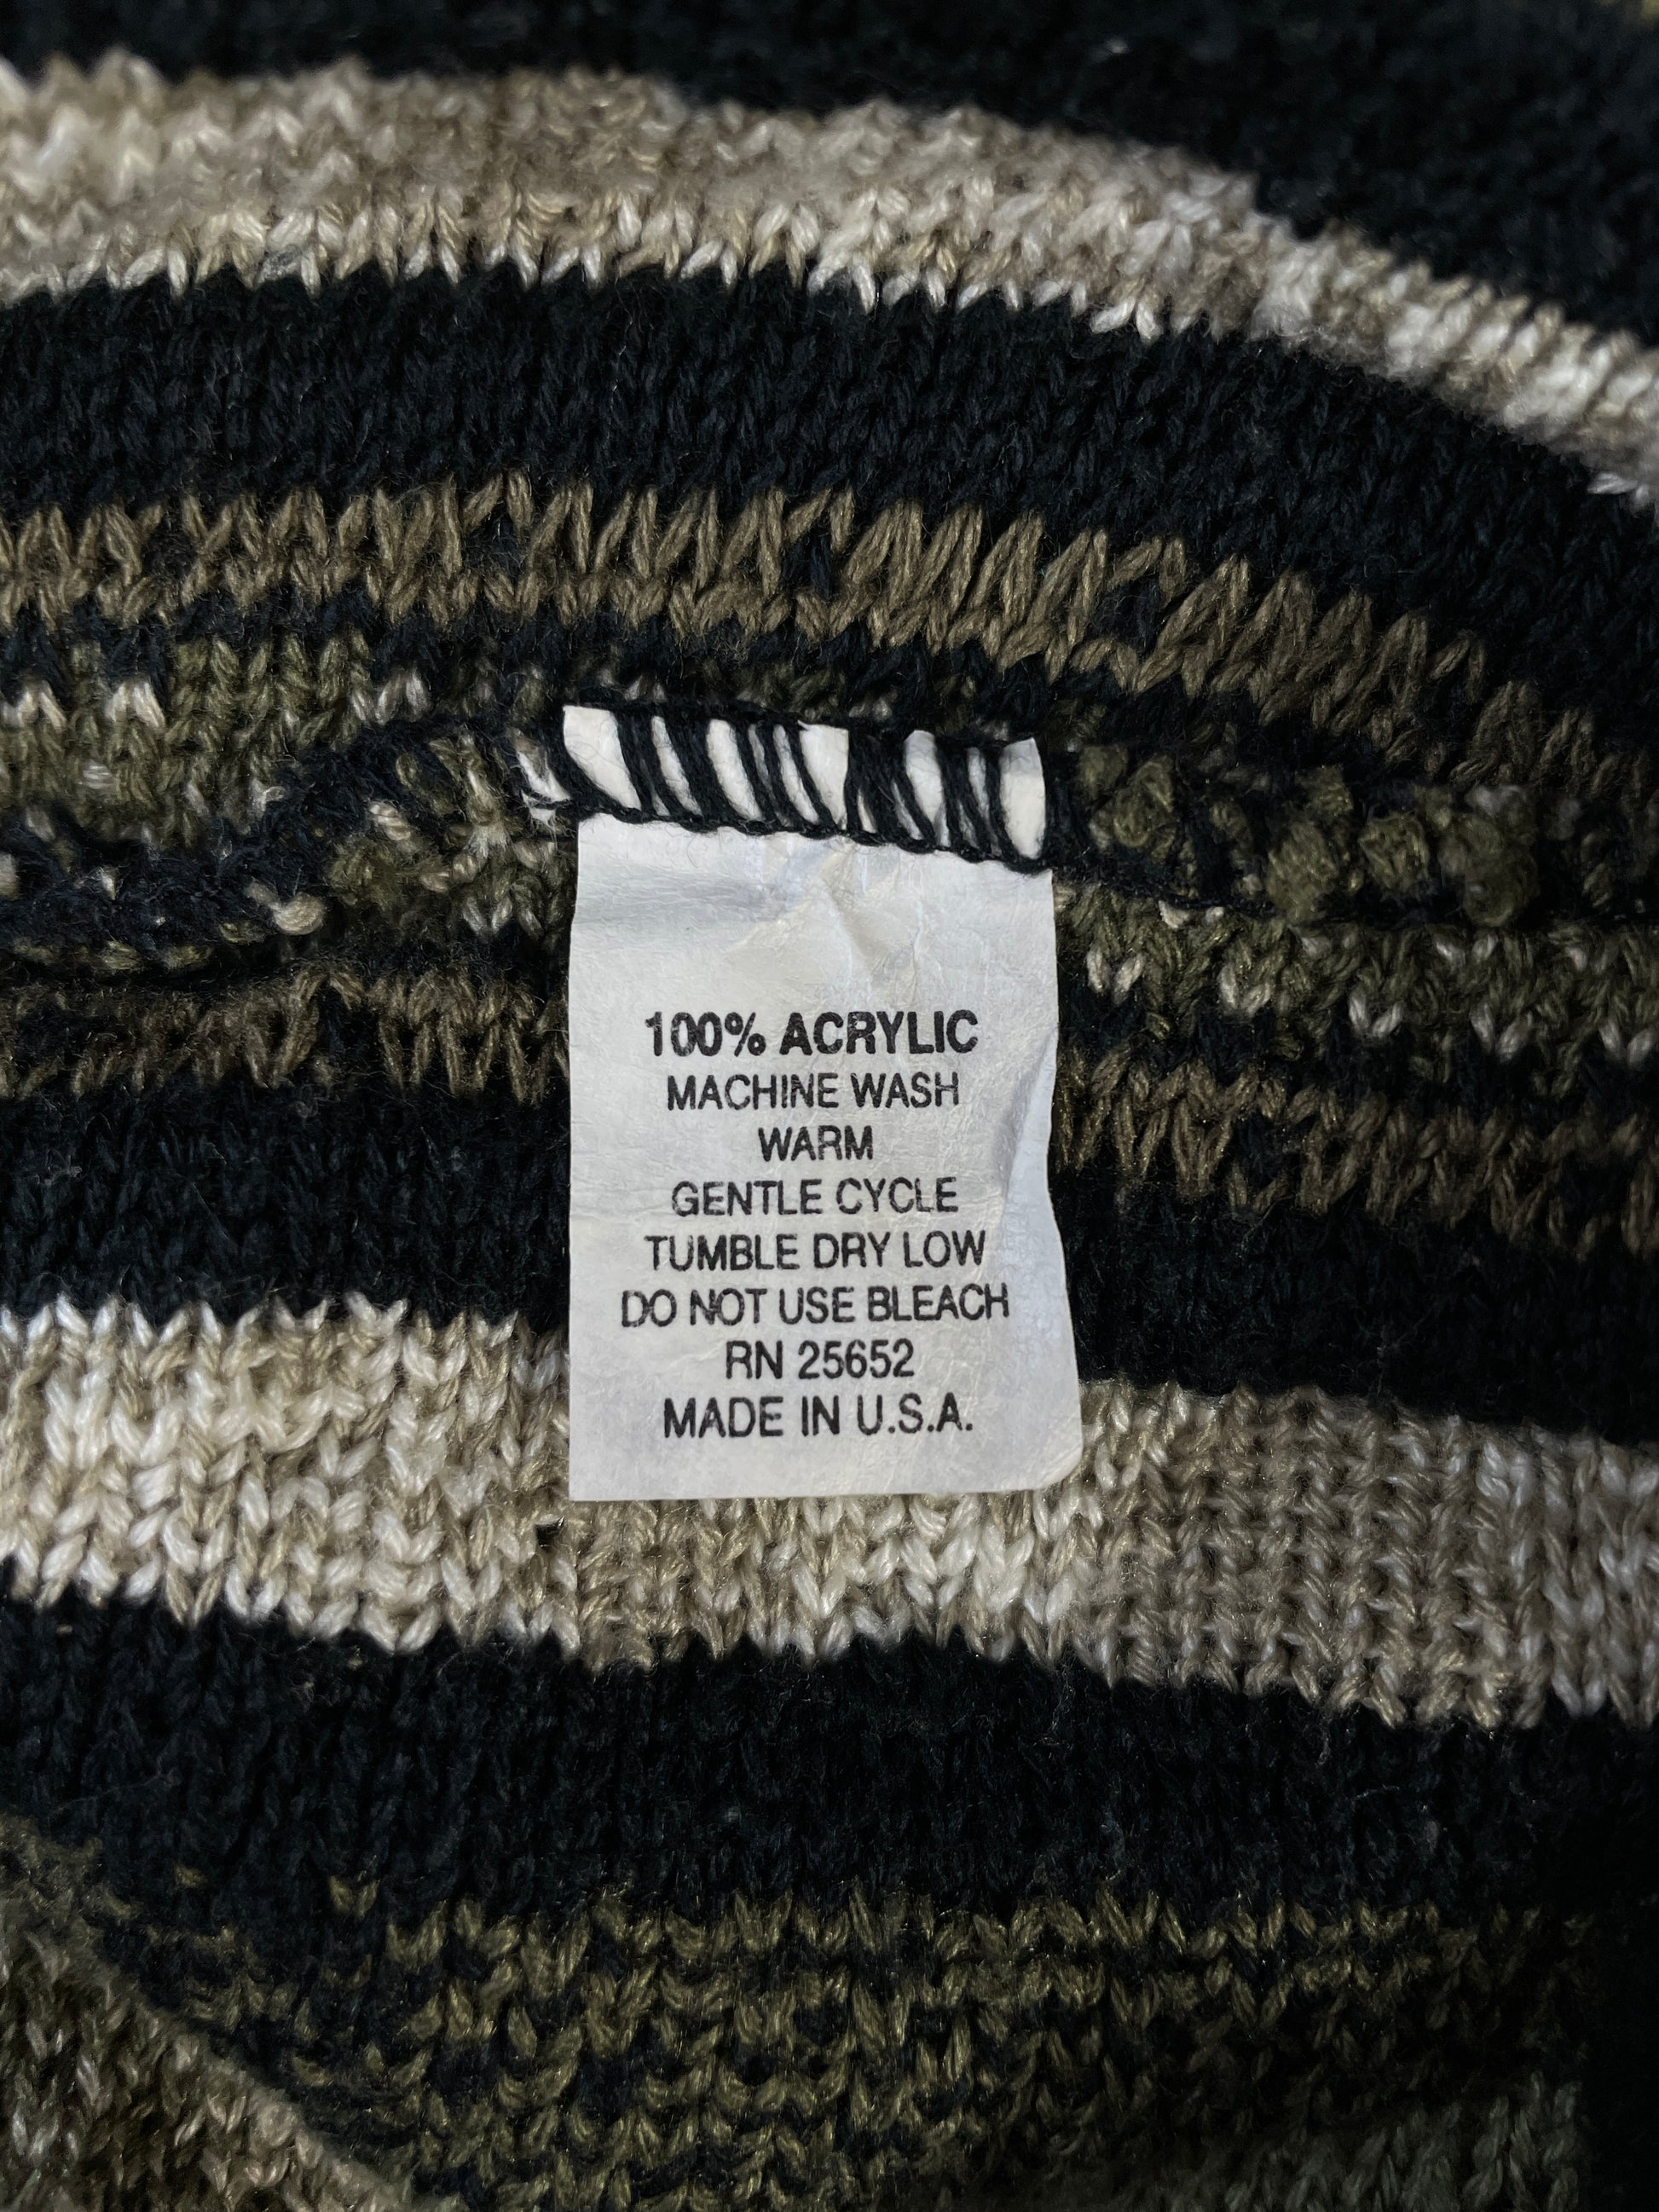 100% ACRYLIC
MACHINE WASH
WARM
GENTLE CYCLE
TUMBLE DRY LOW
DO NOT USE BLEACH
RN 25652
MADE IN U.S.A.